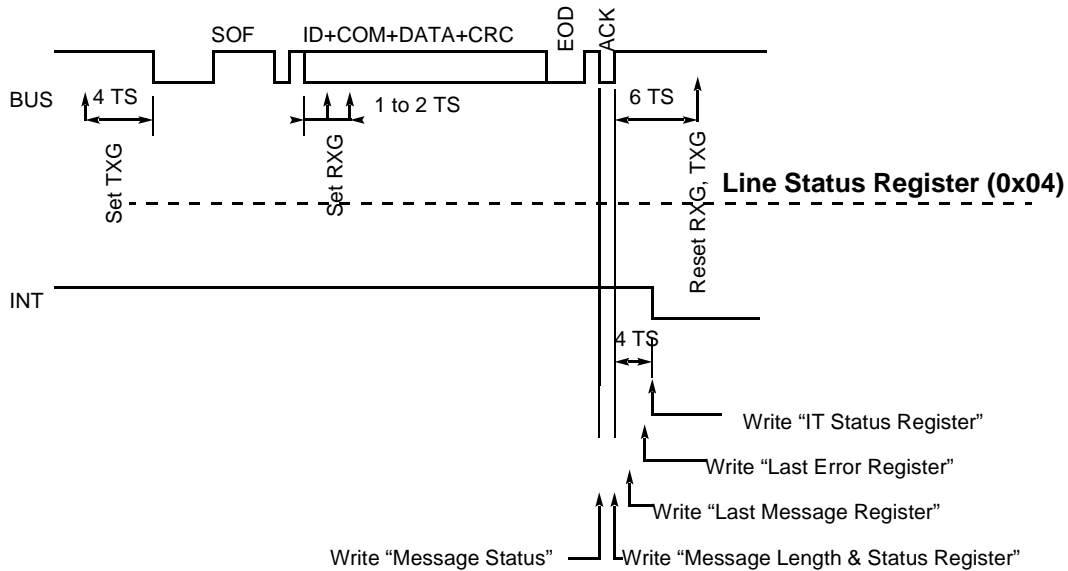 SOF
ID+COM+DATA+CRC
EOD
ACK
BUS
4 TS
1 to 2 TS
6 TS
Set TXG
Set RXG
Reset RXG, TXG
Line Status Register (0x04)
INT
4 TS
Write “IT Status Register”
Write “Last Error Register”
Write “Last Message Register”
Write “Message Status”
Write “Message Length & Status Register”